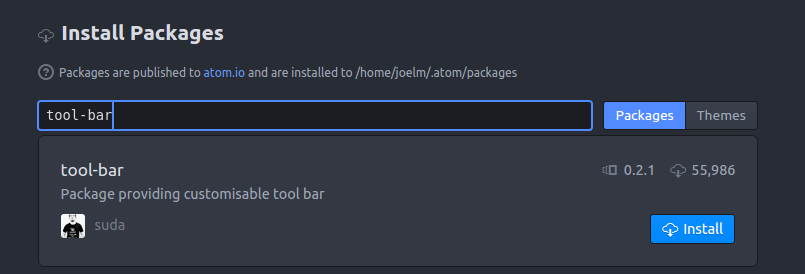 Install Packages
Packages are published to atom.io and are installed to /home/joelm/.atom/packages
tool-bar
Packages Themes
tool-bar
0.2.1 55,986
Package providing customisable tool bar
suda
Install